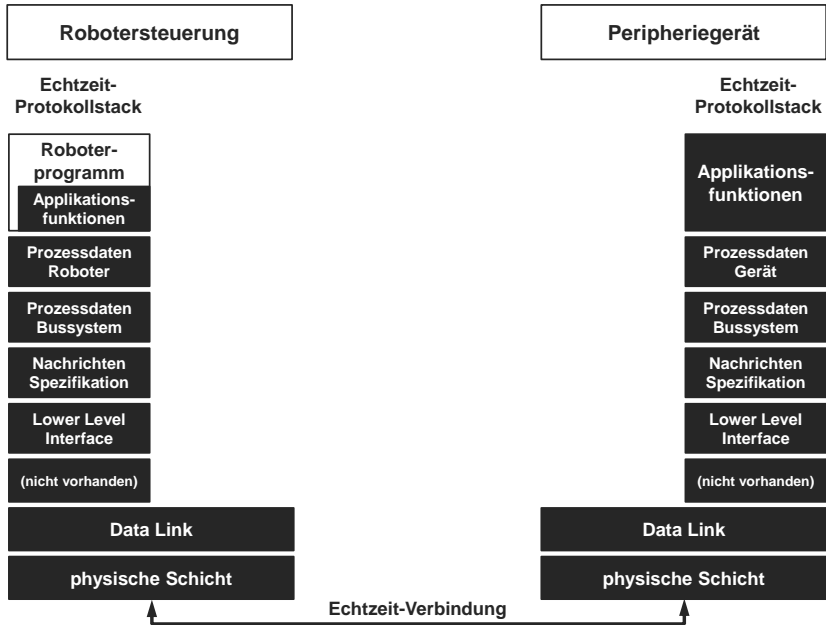 Robotersteuerung
Peripheriegerät
Echtzeit-
Protokollstack
Echtzeit-
Protokollstack
Roboter-
programm
Applikations-
funktionen
Applikations-
funktionen
Prozessdaten
Roboter
Prozessdaten
Gerät
Prozessdaten
Bussystem
Prozessdaten
Bussystem
Nachrichten
Spezifikation
Nachrichten
Spezifikation
Lower Level
Interface
Lower Level
Interface
(nicht vorhanden)
(nicht vorhanden)
Data Link
Data Link
physische Schicht
physische Schicht
Echtzeit-Verbindung